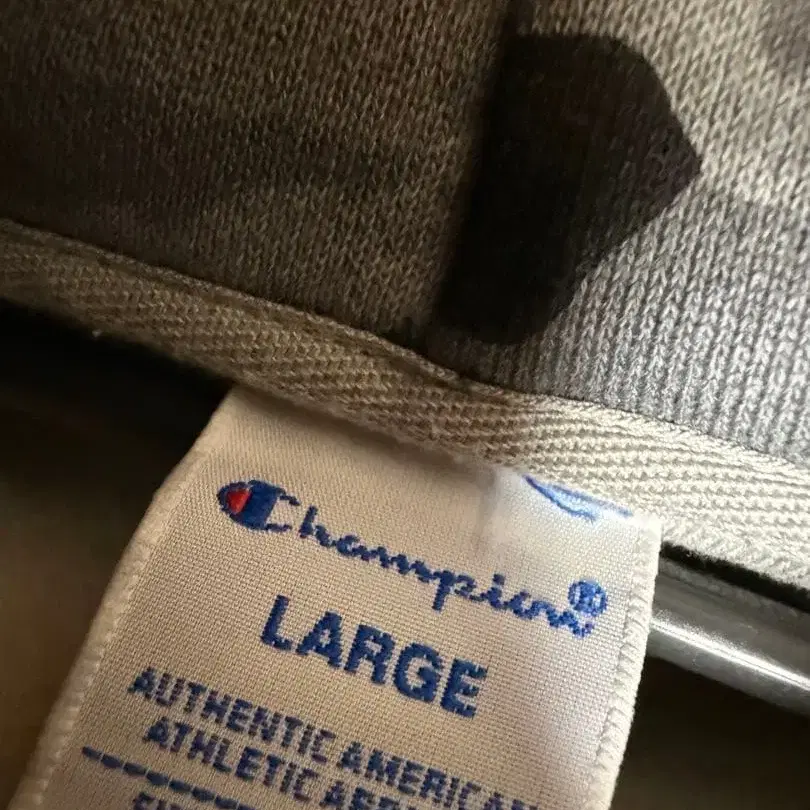 Champion®
LARGE
AUTHENTIC AMERICAN
ATHLETIC